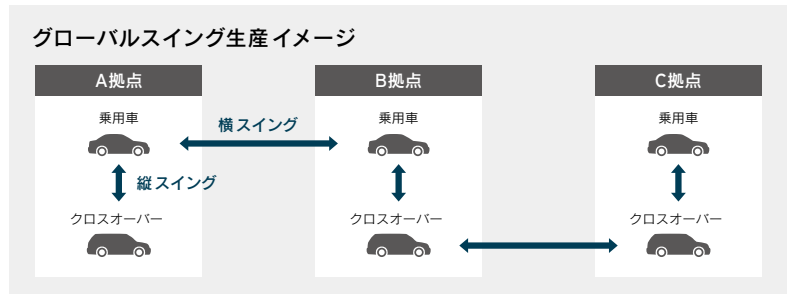 グローバルスイング生産イメージ
A拠点
B拠点
C拠点
乗用車
横スイング
乗用車
乗用車
縦スイング
クロスオーバー
クロスオーバー
クロスオーバー